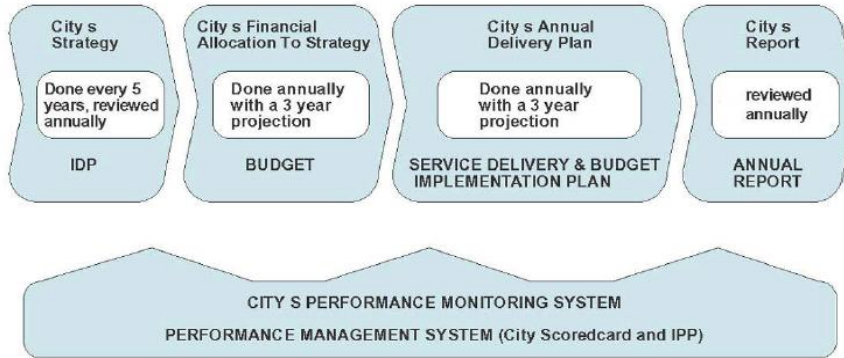 City s
Strategy
Done every 5
years, reviewed
annually
IDP
City s Financial
Allocation To Strategy
Done annually
with a 3 year
projection
BUDGET
City s Annual
Delivery Plan
Done annually
with a 3 year
projection
SERVICE DELIVERY & BUDGET
IMPLEMENTATION PLAN
City s
Report
reviewed
annually
ANNUAL
REPORT
CITY S PERFORMANCE MONITORING SYSTEM
PERFORMANCE MANAGEMENT SYSTEM (City Scoredcard and IPP)